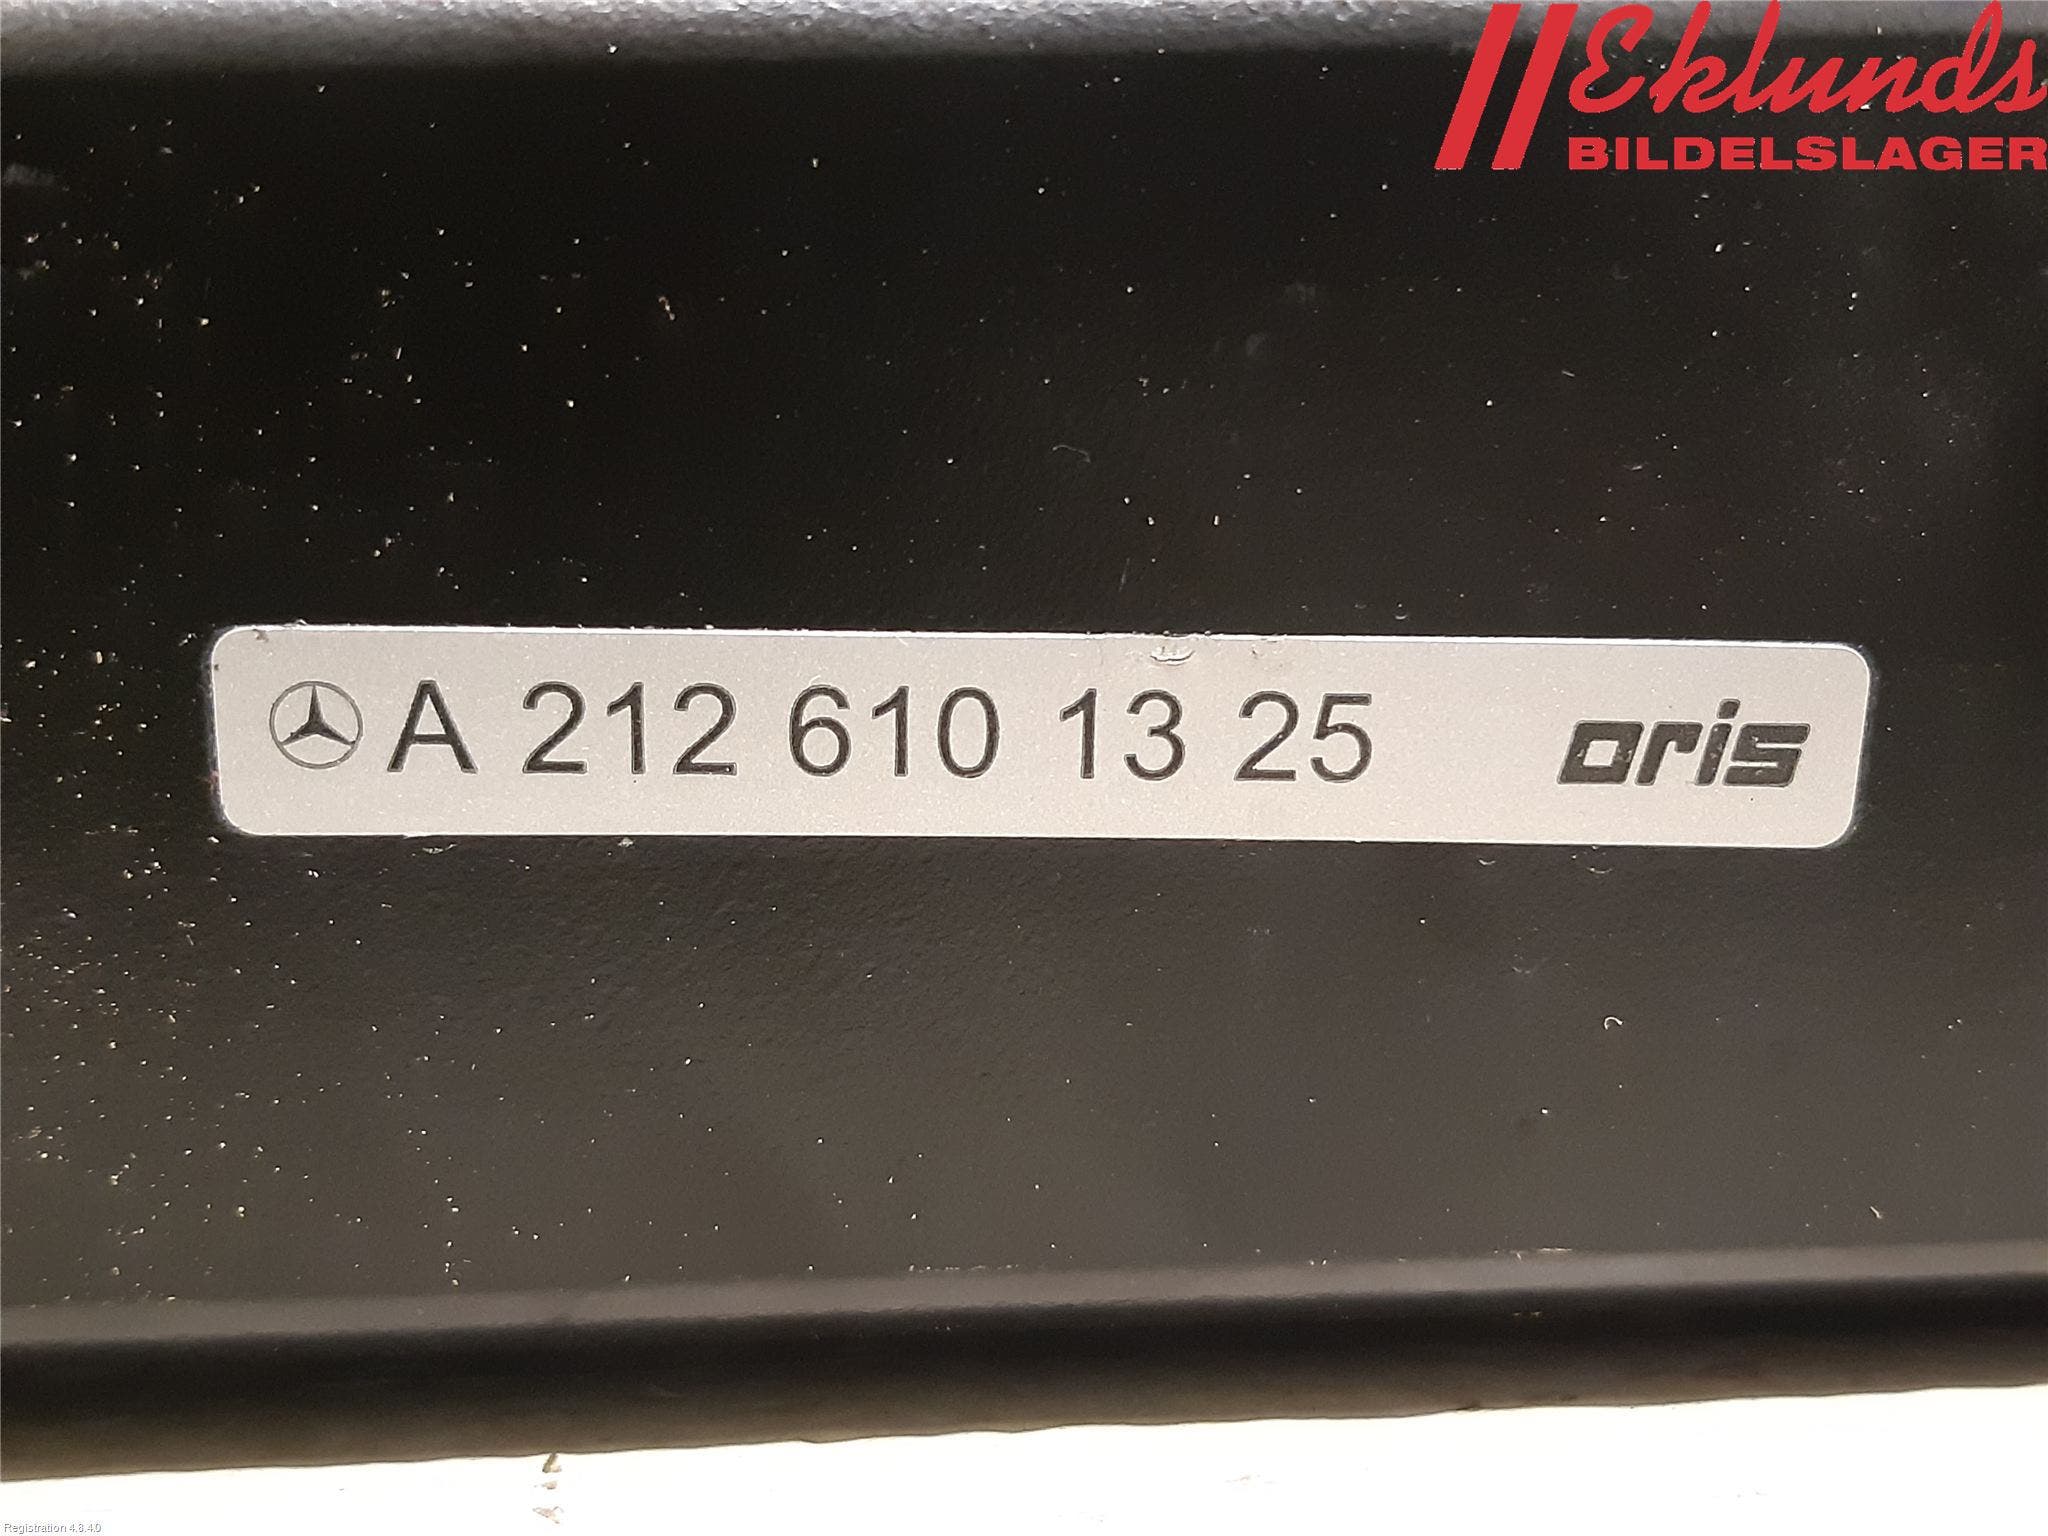 Eklunds
BILDELSLAGER
A 212 610 13 25 oris
Registration 4.8.4.0